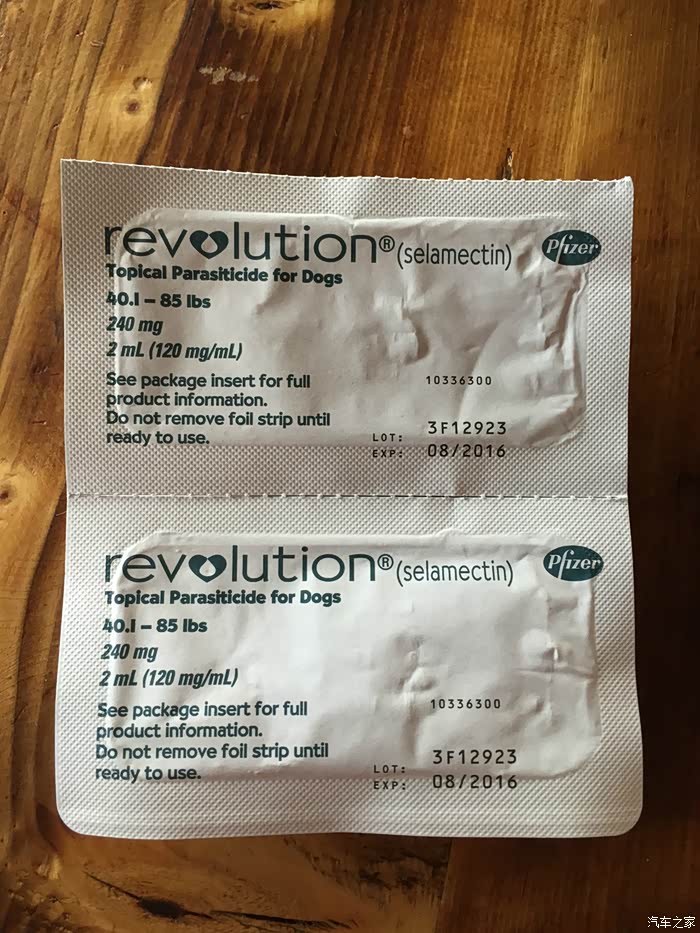 revolution® (selamectin) Pfizer
Topical Parasiticide for Dogs
40.1 – 85 lbs
240 mg
2 mL (120 mg/mL)
See package insert for full
product information.
Do not remove foil strip until
ready to use.
10336300
LOT: 3F12923
EXP: 08/2016
revolution® (selamectin) Pfizer
Topical Parasiticide for Dogs
40.1 – 85 lbs
240 mg
2 mL (120 mg/mL)
See package insert for full
product information.
Do not remove foil strip until
ready to use.
10336300
LOT: 3F12923
EXP: 08/2016
汽车之家